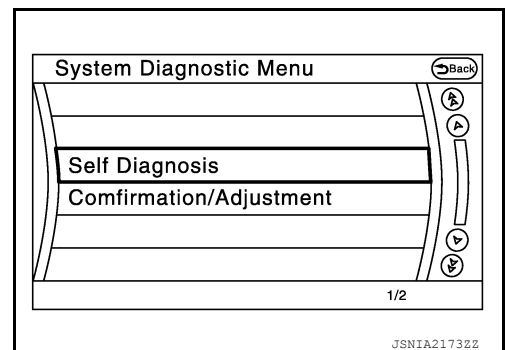 System Diagnostic Menu
Back
Self Diagnosis
Comfirmation/Adjustment
1/2
JSNIA2173ZZ